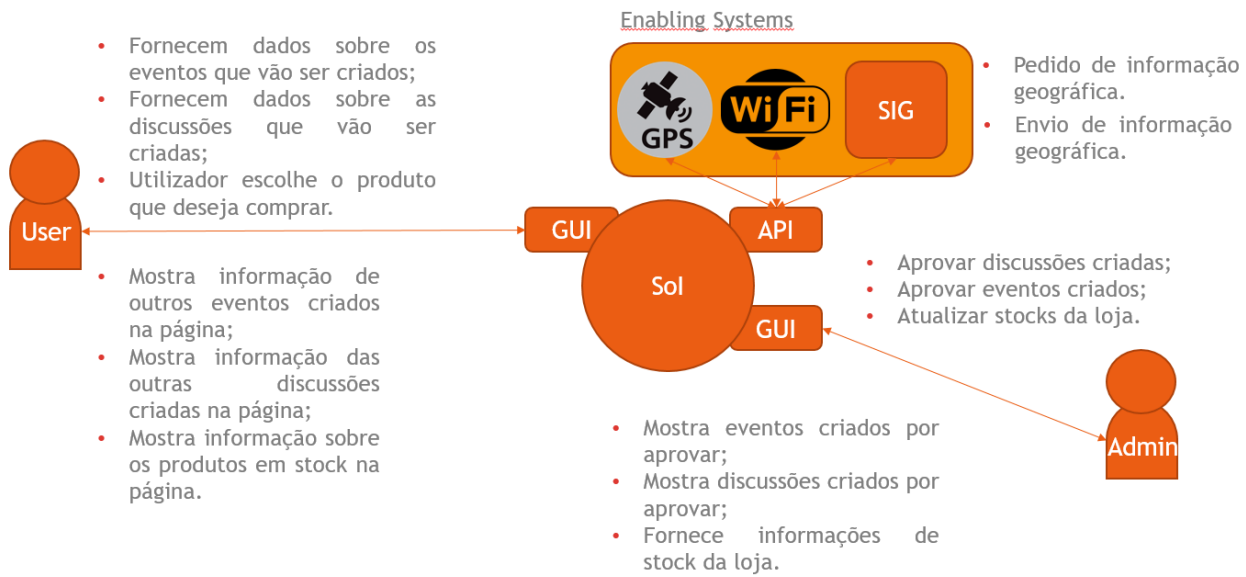 Enabling Systems
• Fornecem dados sobre os
eventos que vão ser criados;
• Fornecem dados sobre as
discussões que vão ser
criadas;
• Utilizador escolhe o produto
que deseja comprar.
GPS
Wi Fi
SIG
• Pedido de informação
geográfica.
• Envio de informação
geográfica.
User
GUI
API
SoI
GUI
• Mostra informação de
outros eventos criados
na página;
• Mostra informação das
outras discussões
criadas na página;
• Mostra informação sobre
os produtos em stock na
página.
• Aprovar discussões criadas;
• Aprovar eventos criados;
• Atualizar stocks da loja.
Admin
• Mostra eventos criados por
aprovar;
• Mostra discussões criados por
aprovar;
• Fornece informações de
stock da loja.